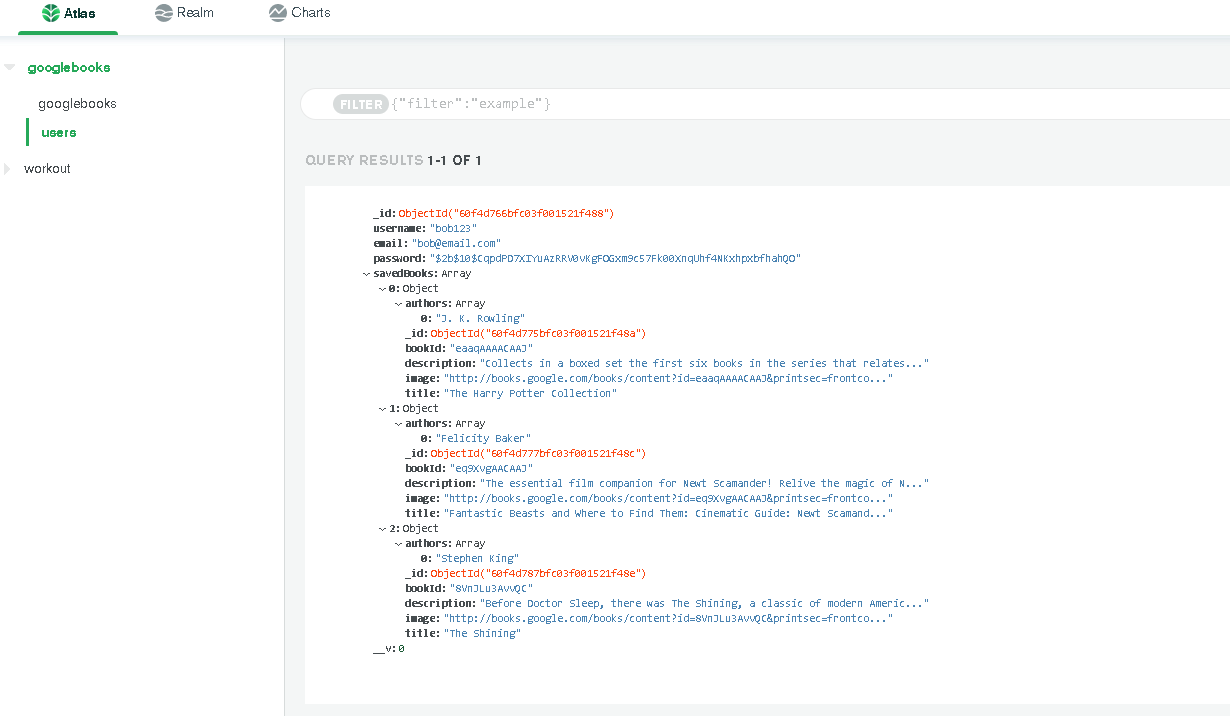 Atlas Realm Charts
googlebooks
googlebooks
users
workout
FILTER {"filter":"example"}
QUERY RESULTS 1-1 OF 1
_id: ObjectId("60f4d766bfc03f001521f488")
username: "bob123"
email: "bob@email.com"
savedBooks: Array
0: Object
authors: Array
0: "J. K. Rowling"
_id: ObjectId("60f4d775bfc03f001521f48a")
bookId: "eaaqAAAACAAJ"
description: "Collects in a boxed set the first six books in the series that relates..."
image: "http://books.google.com/books/content?id=eaaqAAAACAAJ&printsec=frontco..."
title: "The Harry Potter Collection"
1: Object
authors: Array
0: "Felicity Baker"
_id: ObjectId("60f4d777bfc03f001521f48c")
bookId: "eq9XvgAACAAJ"
description: "The essential film companion for Newt Scamander! Relive the magic of N..."
image: "http://books.google.com/books/content?id=eq9XvgAACAAJ&printsec=frontco..."
title: "Fantastic Beasts and Where to Find Them: Cinematic Guide: Newt Scamand..."
2: Object
authors: Array
0: "Stephen King"
_id: ObjectId("60f4d787bfc03f001521f48e")
bookId: "8VnJLu3AvvQC"
description: "Before Doctor Sleep, there was The Shining, a classic of modern Americ..."
image: "http://books.google.com/books/content?id=8VnJLu3AvvQC&printsec=frontco..."
title: "The Shining"
__v: 0